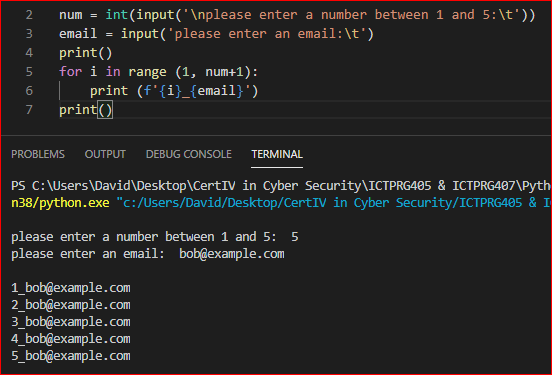 2 num = int(input('\nplease enter a number between 1 and 5:\t'))
3 email = input('please enter an email:\t')
4 print()
5 for i in range (1, num+1):
6     print (f'{i}_{email}')
7 print()
PROBLEMS OUTPUT DEBUG CONSOLE TERMINAL
PS C:\Users\David\Desktop\CertIV in Cyber Security\ICTPRG405 & ICTPRG407\Pyth
n38/python.exe "c:/Users/David/Desktop/CertIV in Cyber Security/ICTPRG405 & I
please enter a number between 1 and 5:  5
please enter an email:  bob@example.com
1_bob@example.com
2_bob@example.com
3_bob@example.com
4_bob@example.com
5_bob@example.com